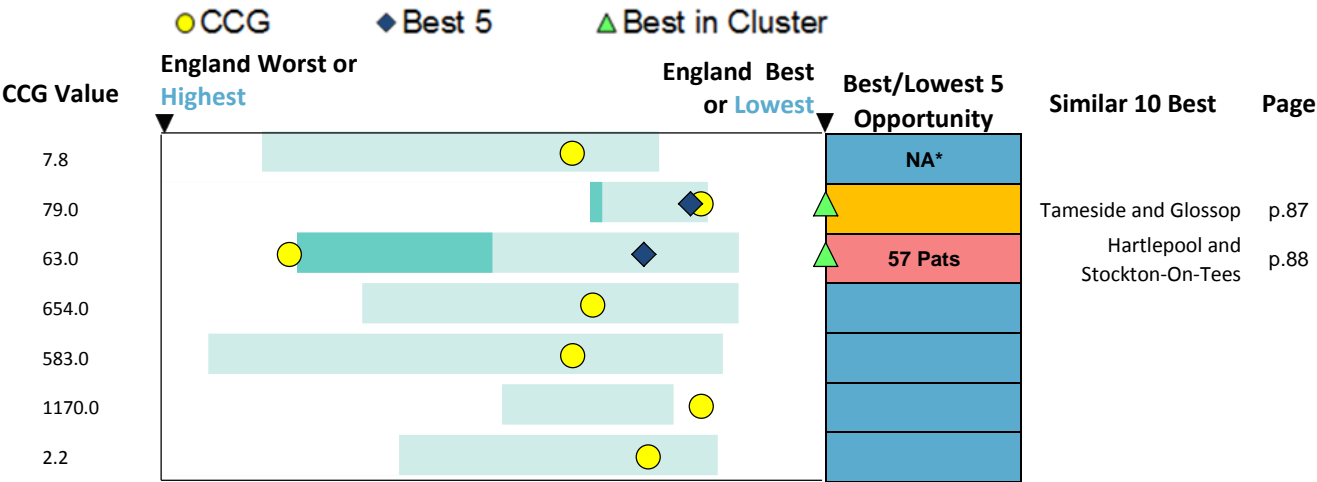 CCG Best 5 Best in Cluster
CCG Value
England Worst or
Highest
England Best
or Lowest
Best/Lowest 5
Opportunity
Similar 10 Best
Page
7.8 NA*
79.0 Tameside and Glossop p.87
63.0 57 Pats Hartlepool and
Stockton-On-Tees p.88
654.0
583.0
1170.0
2.2